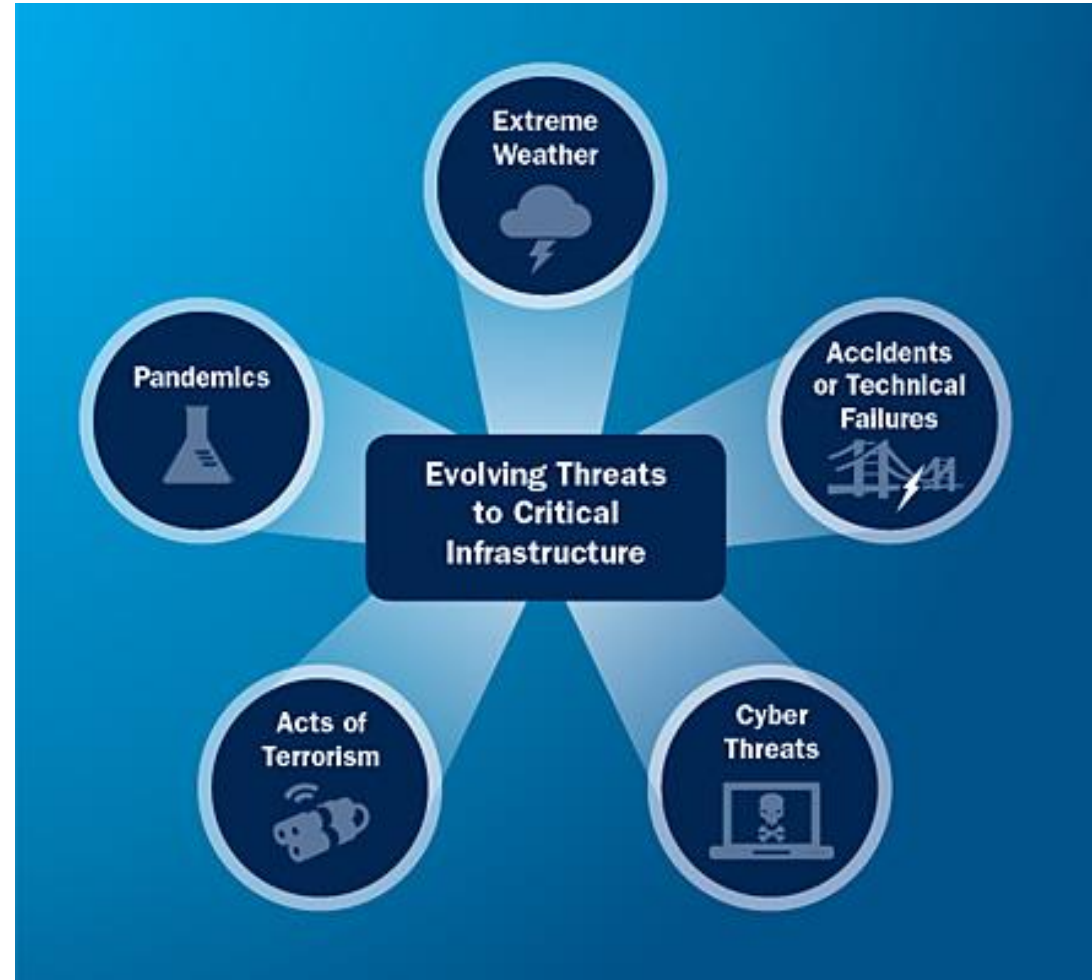 Extreme
Weather
Pandemics
Accidents
or Technical
Failures
Evolving Threats
to Critical
Infrastructure
Acts of
Terrorism
Cyber
Threats